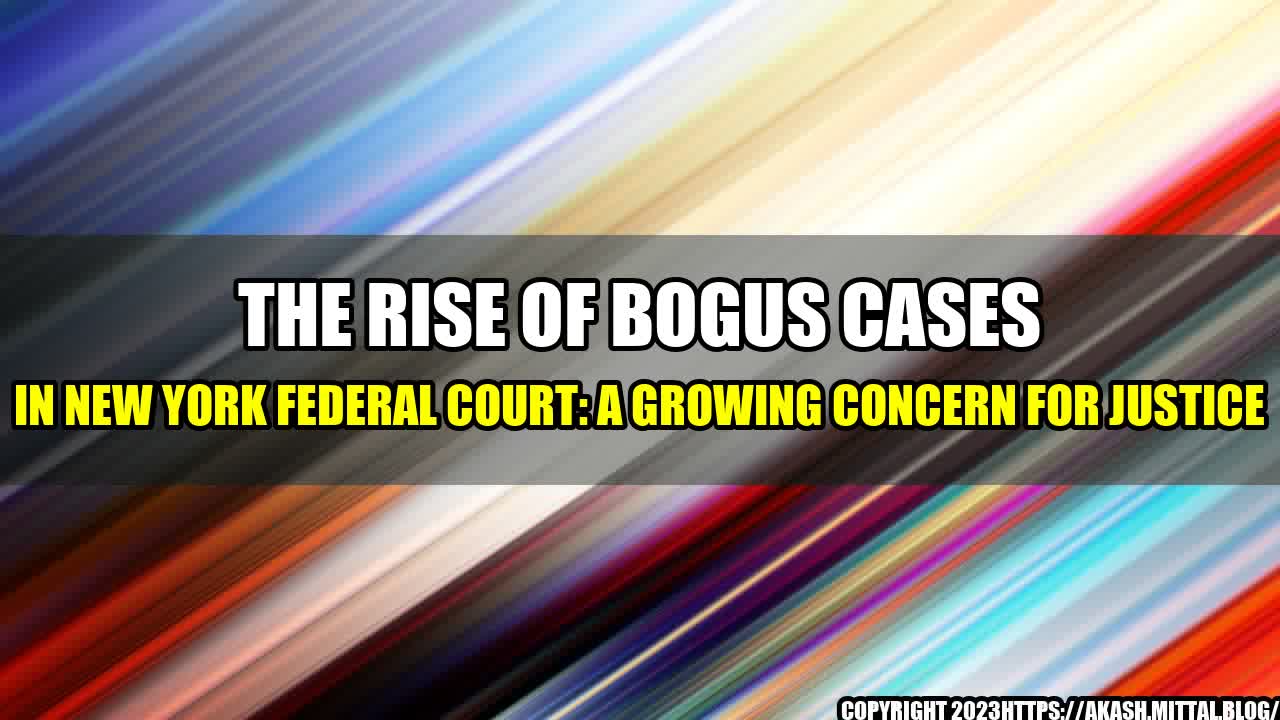 THE RISE OF BOGUS CASES
IN NEW YORK FEDERAL COURT: A GROWING CONCERN FOR JUSTICE
COPYRIGHT 2023HTTPS://AKASH.MITTAL.BLOG/